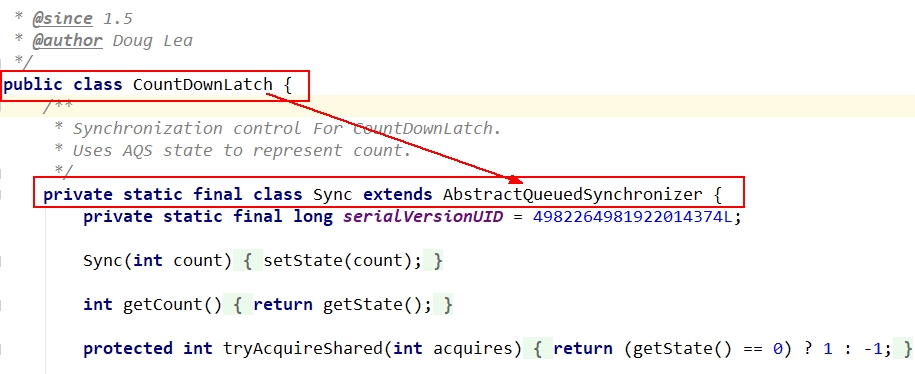 * @since 1.5
* @author Doug Lea
*/
public class CountDownLatch {
/**
* Synchronization control For CountDownLatch.
* Uses AQS state to represent count.
*/
private static final class Sync extends AbstractQueuedSynchronizer {
private static final long serialVersionUID = 4982264981922014374L;
Sync(int count) { setState(count); }
int getCount() { return getState(); }
protected int tryAcquireShared(int acquires) { return (getState() == 0) ? 1 : -1; }